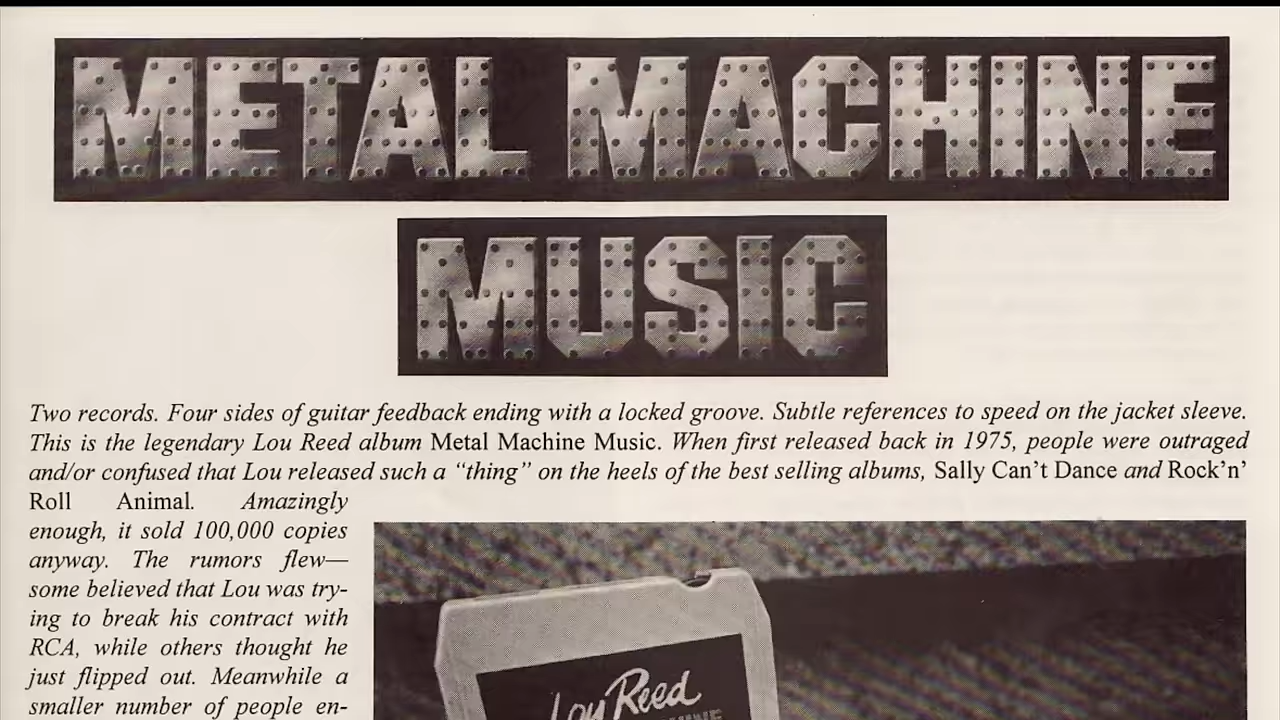 METAL MACHINE
MUSIC
Two records. Four sides of guitar feedback ending with a locked groove. Subtle references to speed on the jacket sleeve.
This is the legendary Lou Reed album Metal Machine Music. When first released back in 1975, people were outraged
and/or confused that Lou released such a “thing” on the heels of the best selling albums, Sally Can’t Dance and Rock’n’
Roll Animal. Amazingly
enough, it sold 100,000 copies
anyway. The rumors flew—
some believed that Lou was try-
ing to break his contract with
RCA, while others thought he
just flipped out. Meanwhile a
smaller number of people en-
Lou Reed